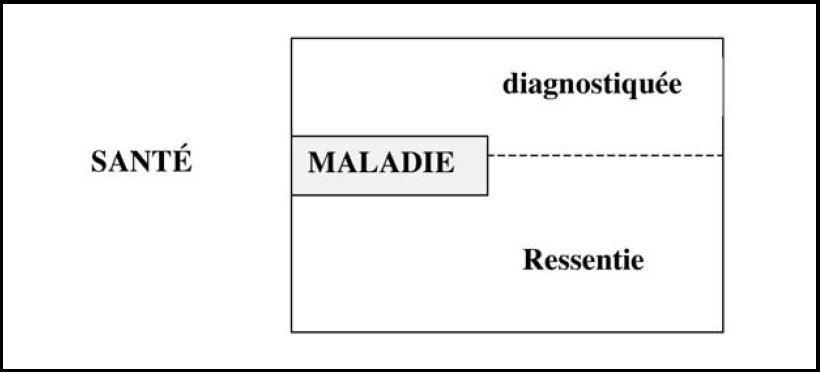 diagnostiquée
SANTÉ
MALADIE
Ressentie